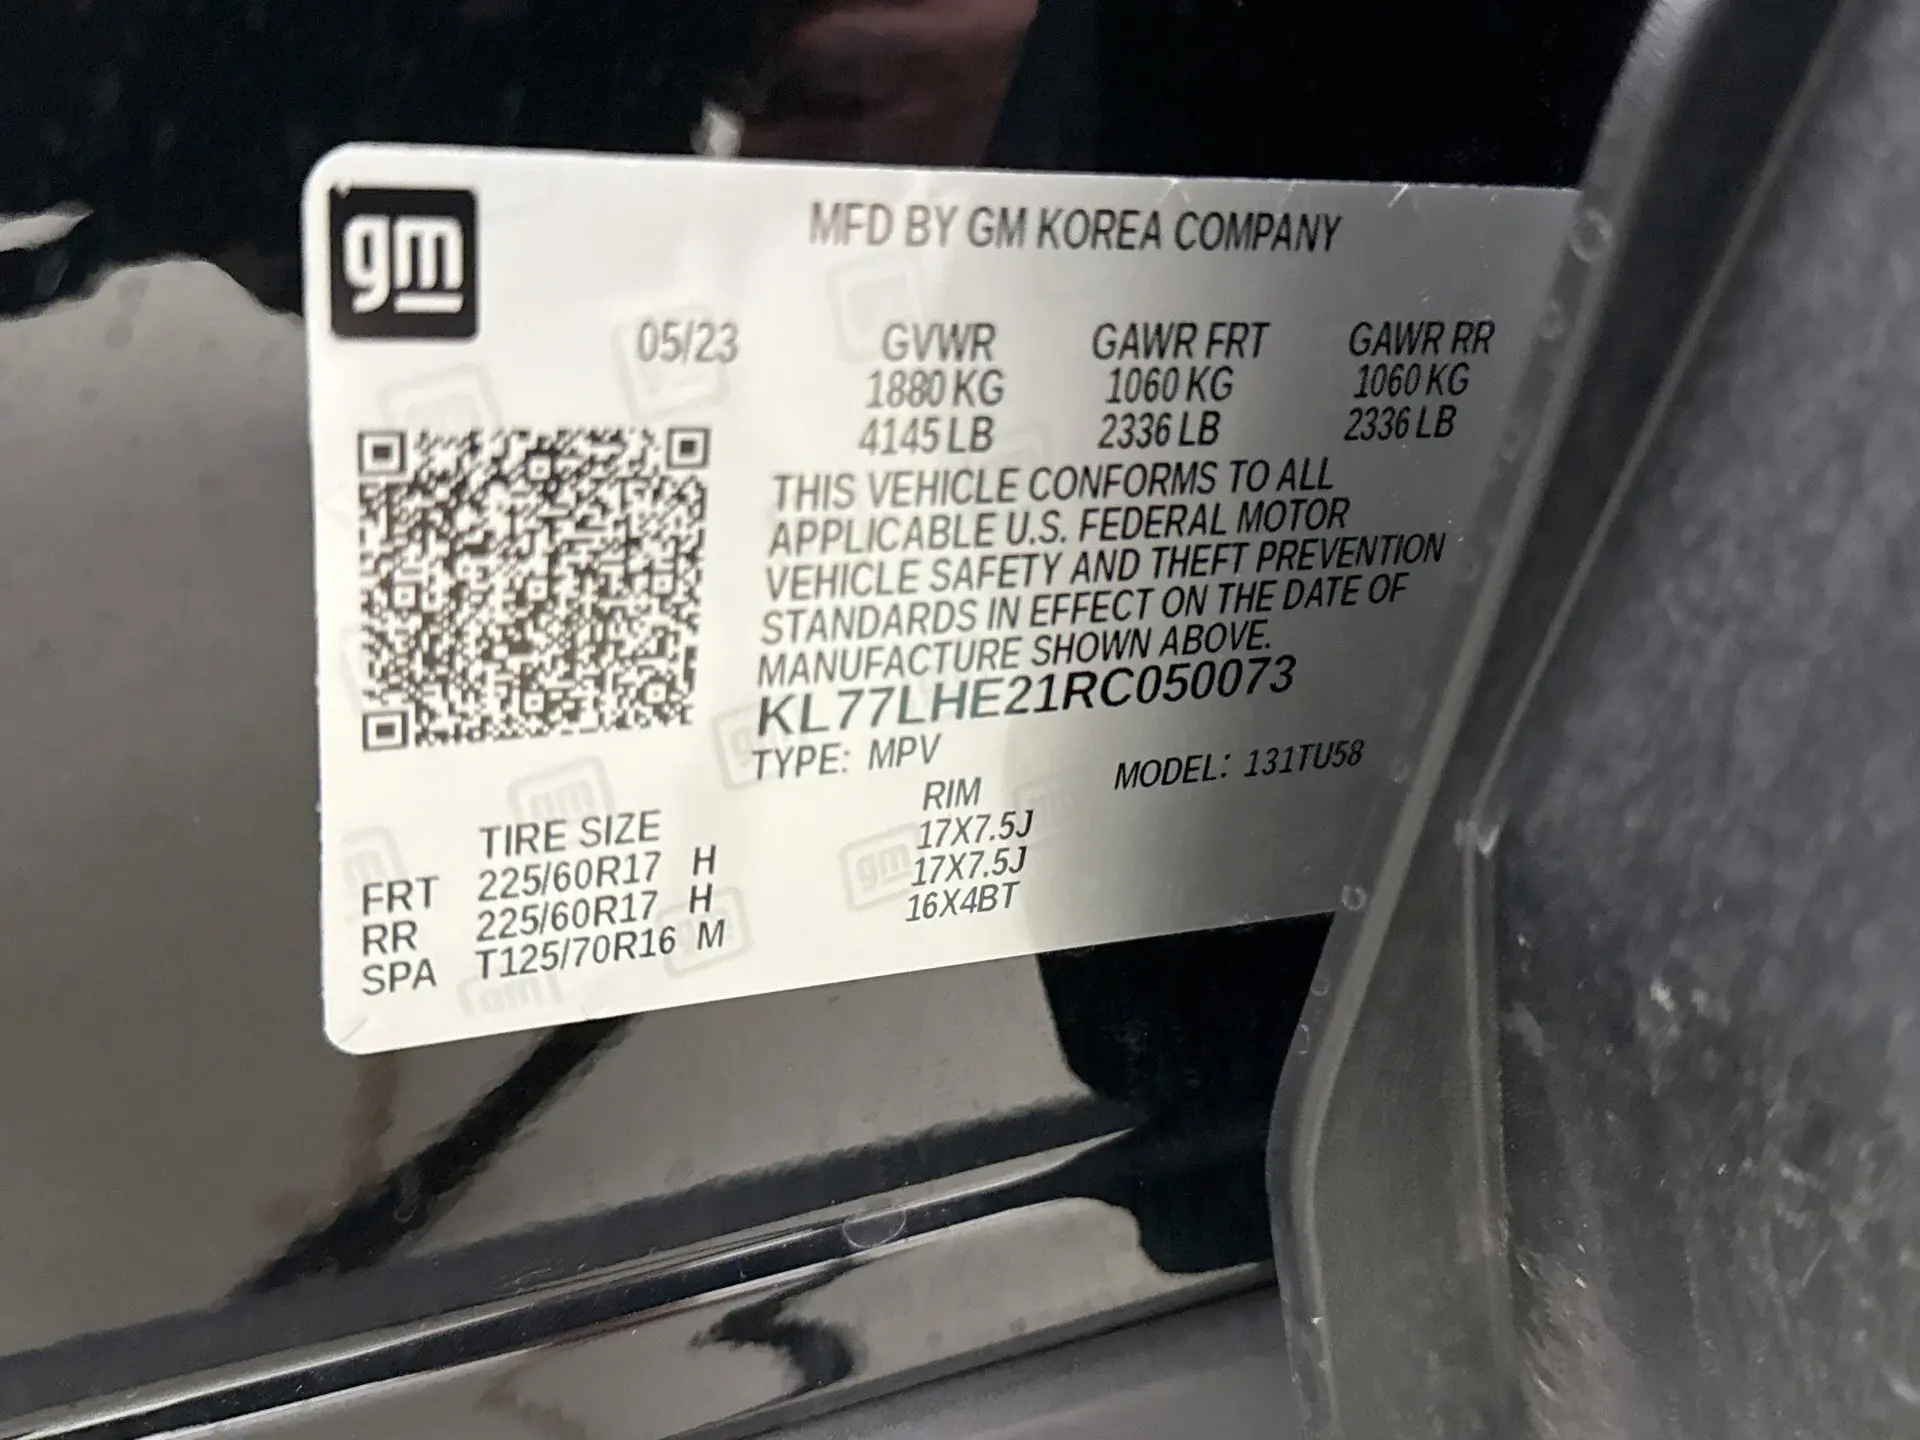 gm
MFD BY GM KOREA COMPANY
05/23 GVWR GAWR FRT GAWR RR
1880 KG 1060 KG 1060 KG
4145 LB 2336 LB 2336 LB
THIS VEHICLE CONFORMS TO ALL
APPLICABLE U.S. FEDERAL MOTOR
VEHICLE SAFETY AND THEFT PREVENTION
STANDARDS IN EFFECT ON THE DATE OF
MANUFACTURE SHOWN ABOVE.
KL77LHE21RC050073
TYPE: MPV MODEL: 131TU58
TIRE SIZE RIM
FRT 225/60R17 H 17X7.5J
RR 225/60R17 H 17X7.5J
SPA T125/70R16 M 16X4BT